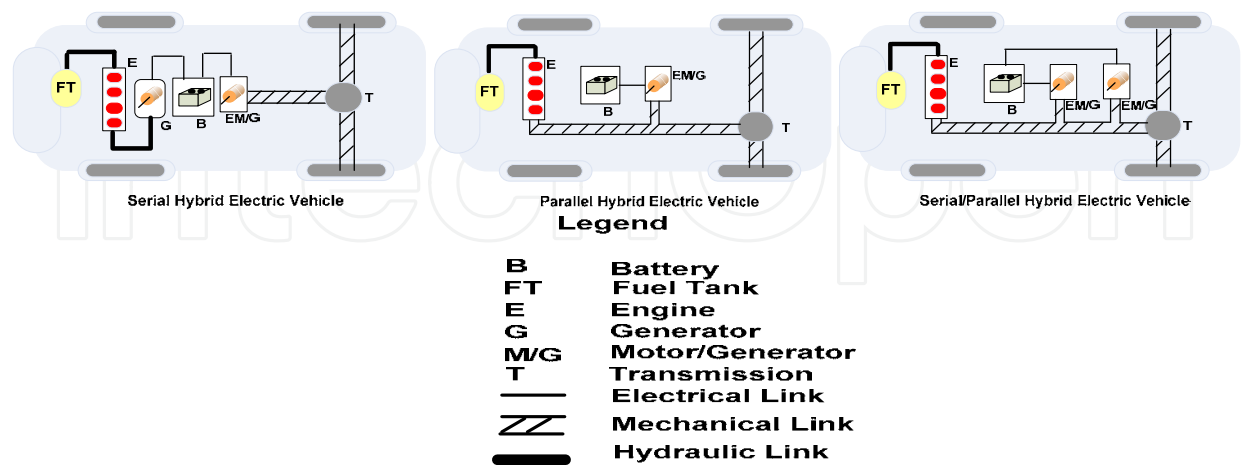 E
FT
G
B
EM/G
T
Serial Hybrid Electric Vehicle
E
FT
B
EM/G
T
Parallel Hybrid Electric Vehicle
E
FT
B
EM/G
EM/G
T
Serial/Parallel Hybrid Electric Vehicle
Legend
B Battery
FT Fuel Tank
E Engine
G Generator
M/G Motor/Generator
T Transmission
Electrical Link
Mechanical Link
Hydraulic Link
intechopen